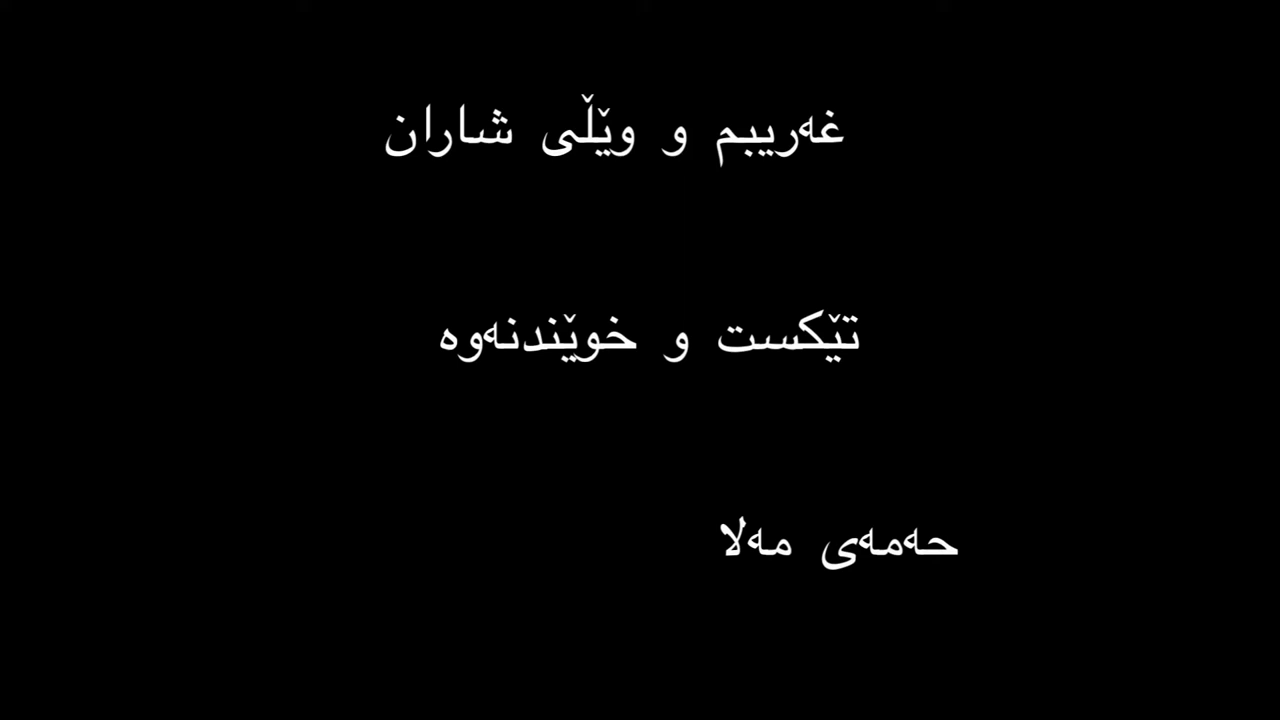 غەریبم و وێڵی شاران
تێکست و خوێندنەوە
حەمەی مەلا